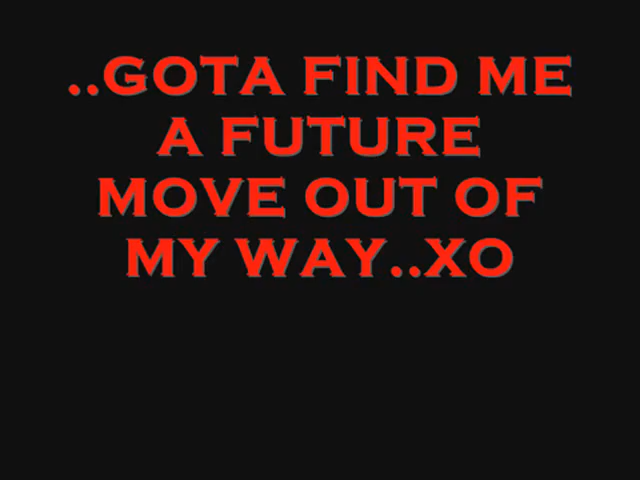 ..GOTA FIND ME
A FUTURE
MOVE OUT OF
MY WAY..XO